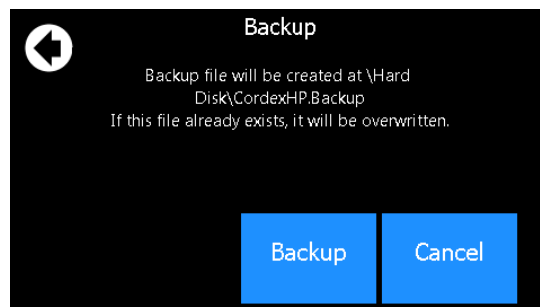 Backup
Backup file will be created at \Hard
Disk\CordexHP.Backup
If this file already exists, it will be overwritten.
Backup
Cancel